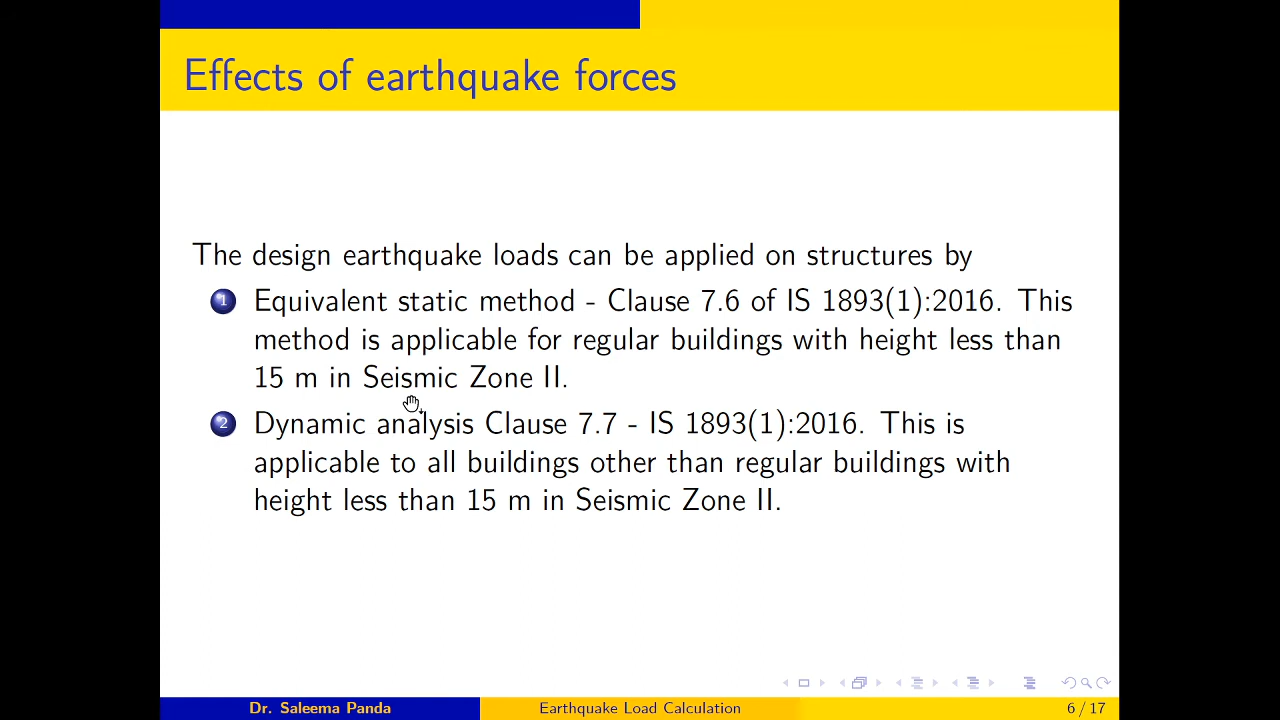 Effects of earthquake forces
The design earthquake loads can be applied on structures by
1 Equivalent static method - Clause 7.6 of IS 1893(1):2016. This
method is applicable for regular buildings with height less than
15 m in Seismic Zone II.
2 Dynamic analysis Clause 7.7 - IS 1893(1):2016. This is
applicable to all buildings other than regular buildings with
height less than 15 m in Seismic Zone II.
Dr. Saleema Panda Earthquake Load Calculation 6 / 17